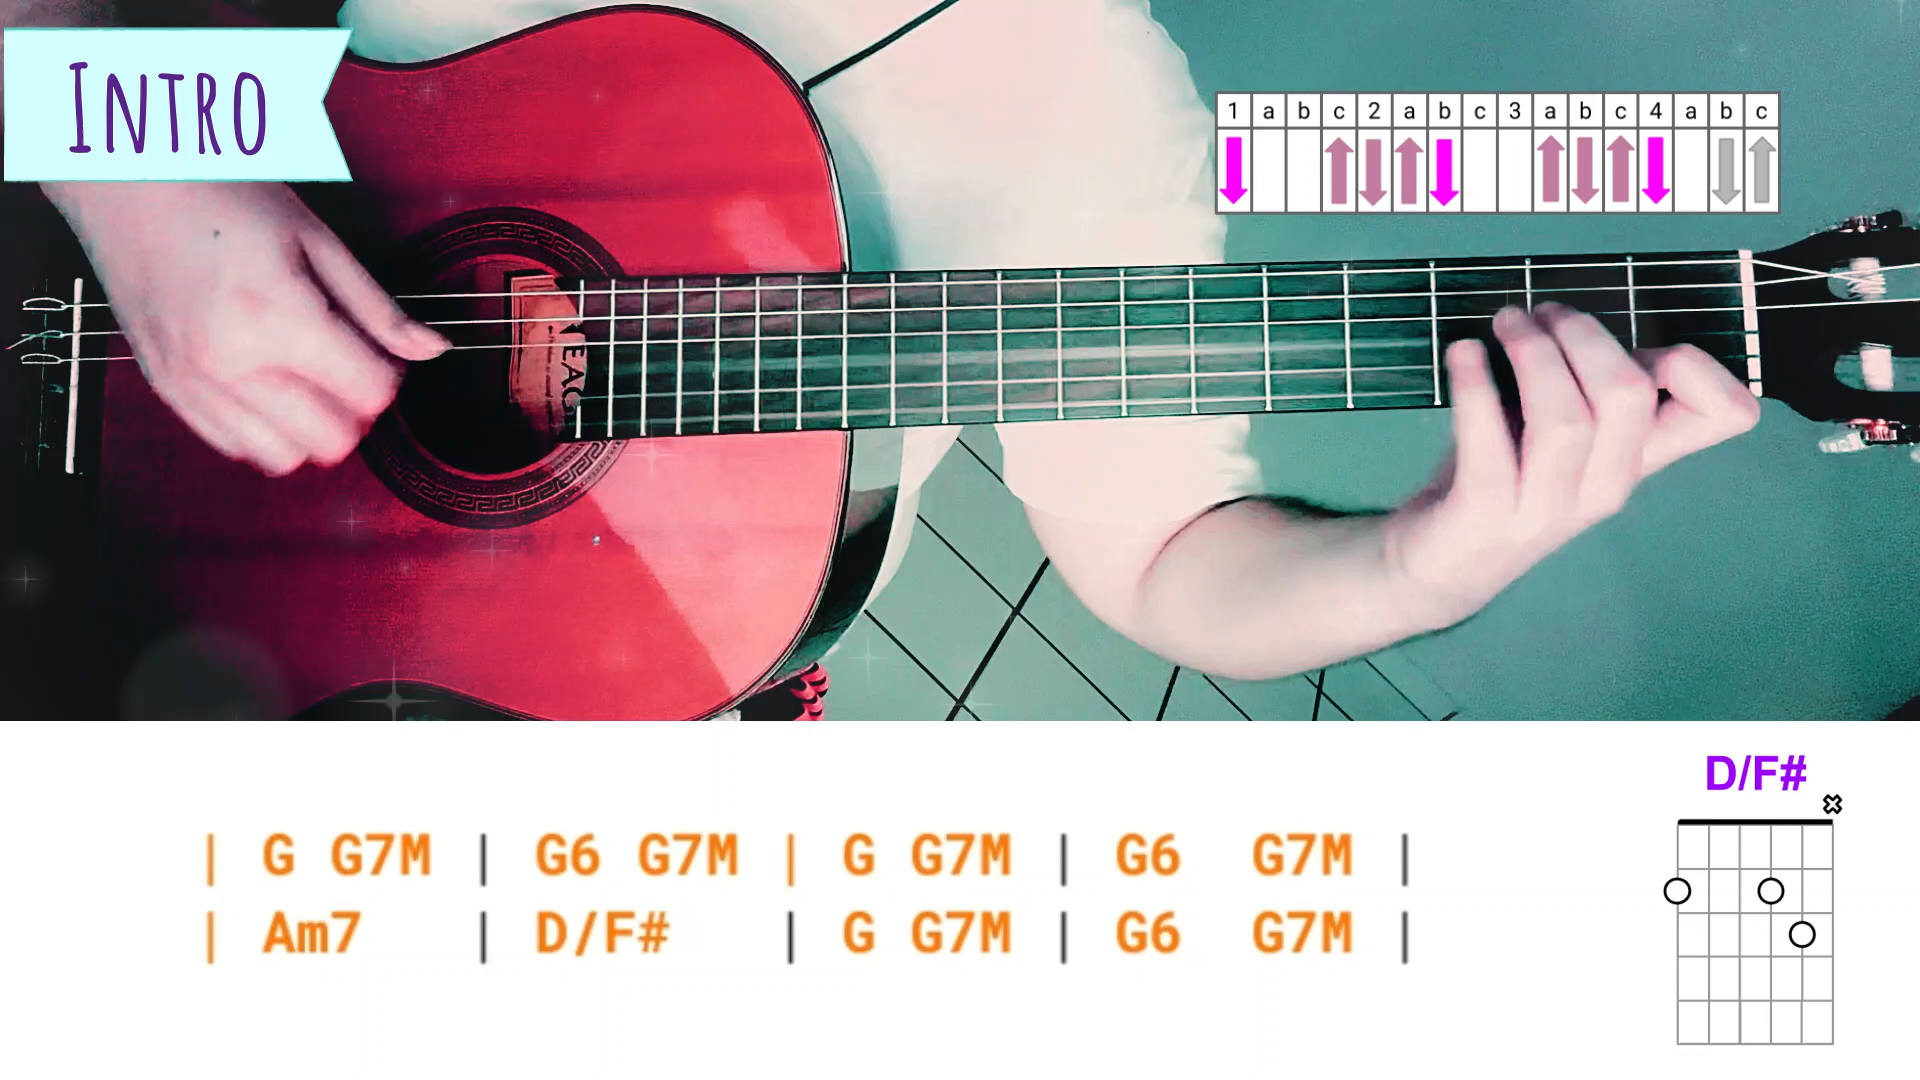 INTRO
1 a b c 2 a b c 3 a b c 4 a b c
D/F#
| G G7M | G6 G7M | G G7M | G6 G7M |
| Am7 | D/F# | G G7M | G6 G7M |